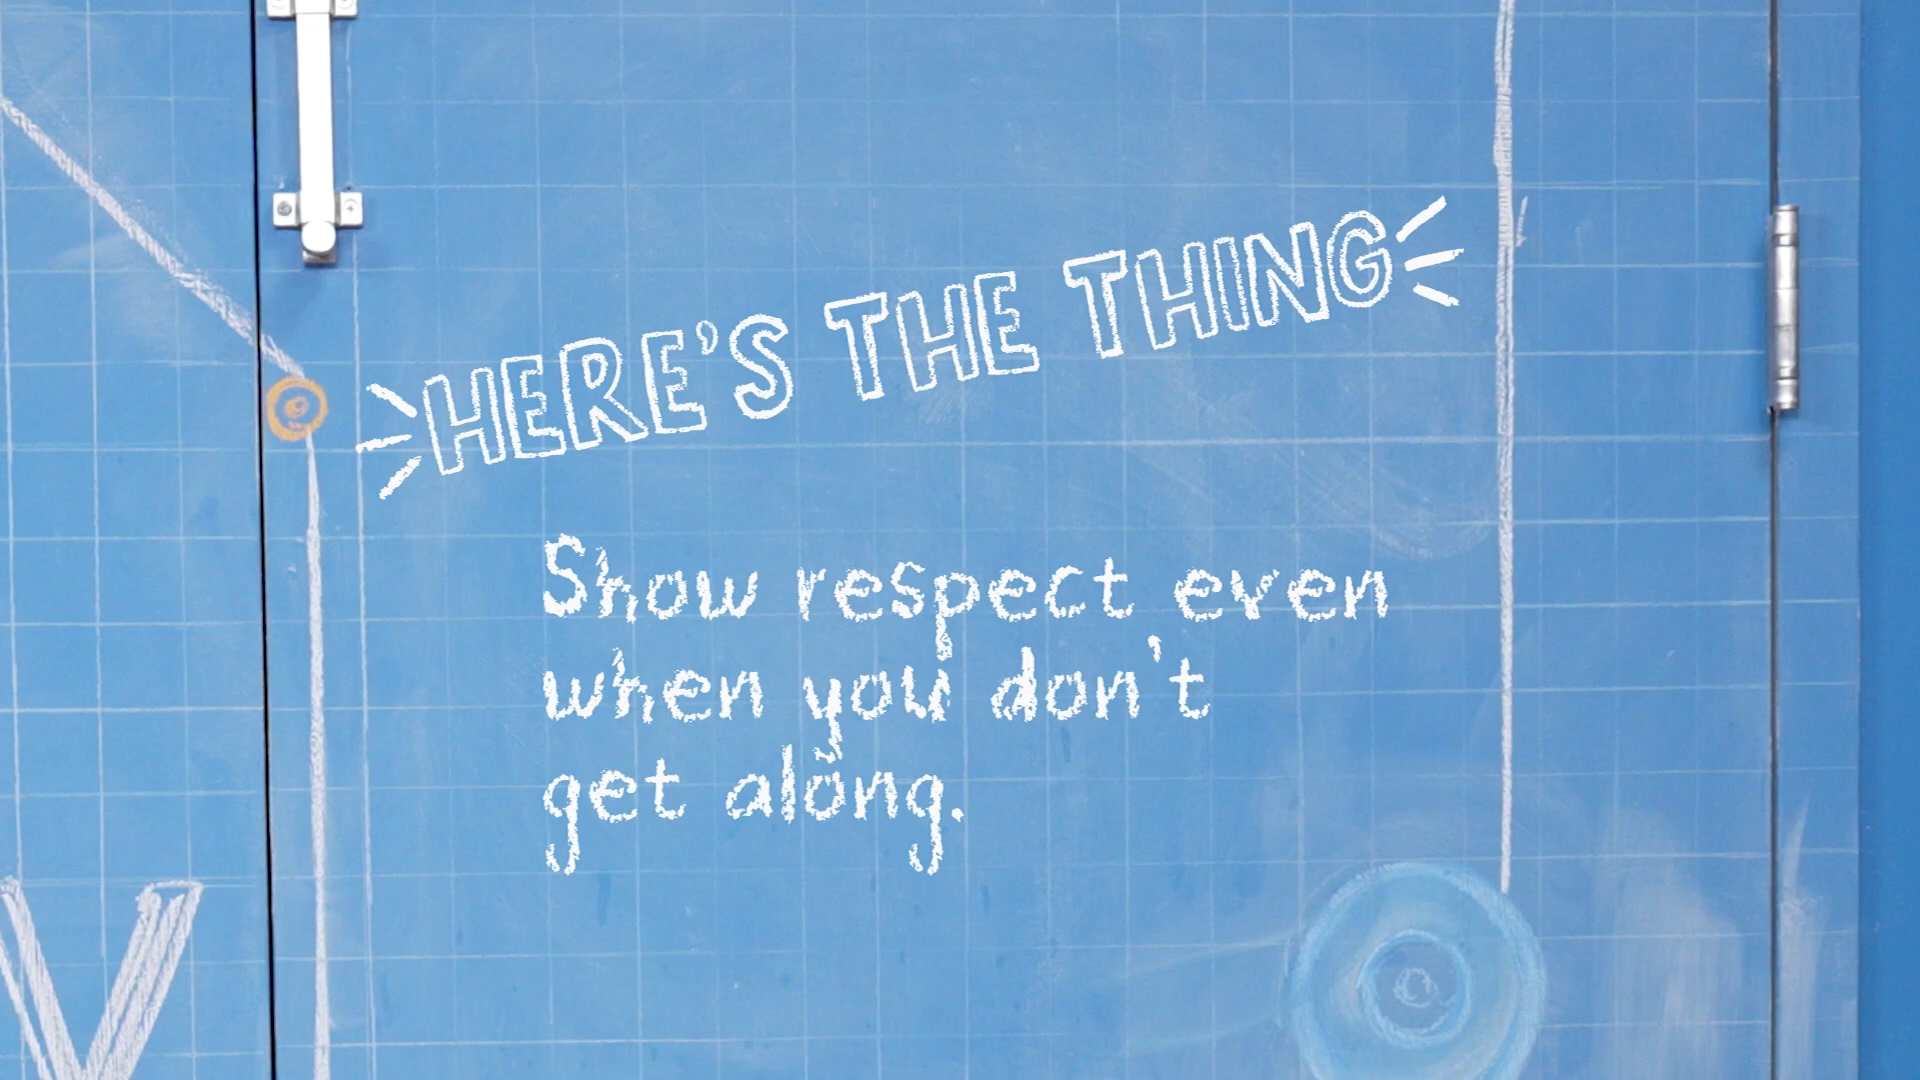 HERE'S THE THING
Show respect even
when you don't
get along.